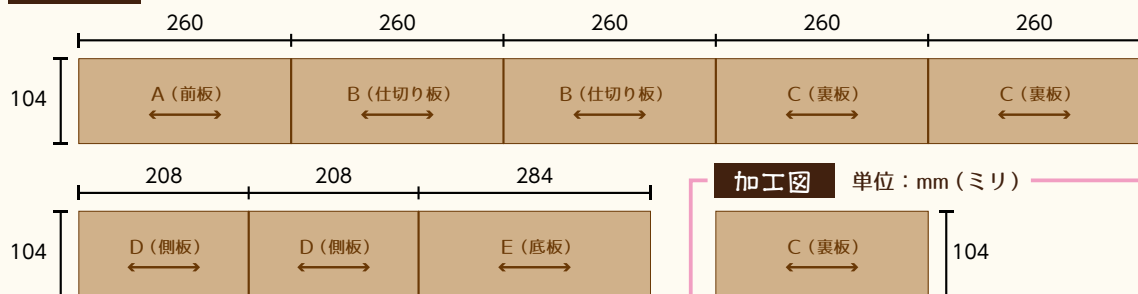 260 260 260 260 260
104
A（前板） B（仕切り板） B（仕切り板） C（裏板） C（裏板）
208 208 284
加工図 単位：mm（ミリ）
104
D（側板） D（側板） E（底板） C（裏板）
104